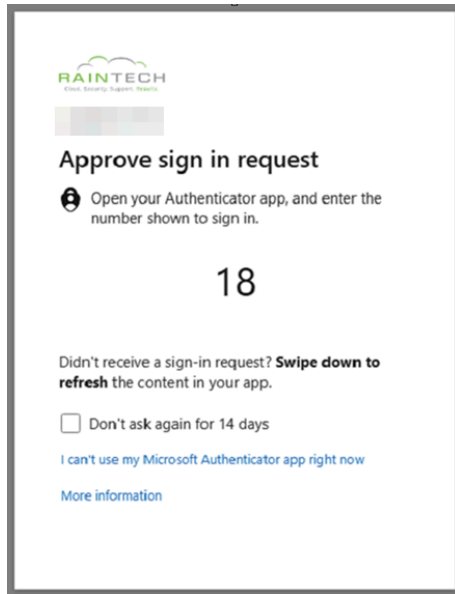 RAINTECH
Cloud. Security. Support. Results.
Approve sign in request
Open your Authenticator app, and enter the
number shown to sign in.
18
Didn't receive a sign-in request? Swipe down to
refresh the content in your app.
Don't ask again for 14 days
I can't use my Microsoft Authenticator app right now
More information